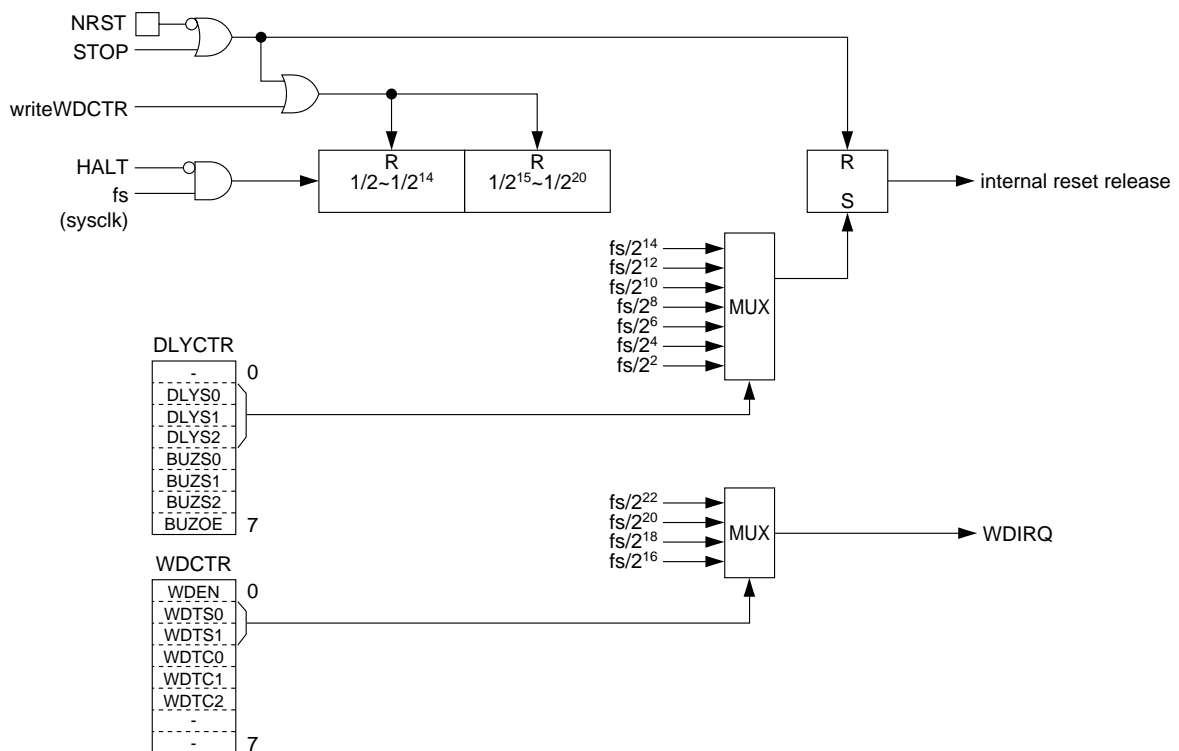 NRST
STOP
writeWDCTR
HALT
fs
(sysclk)
R
1/2~1/2¹⁴
R
1/2¹⁵~1/2²⁰
R
S
internal reset release
fs/2¹⁴
fs/2¹²
fs/2¹⁰
fs/2⁸
fs/2⁶
fs/2⁴
fs/2²
MUX
DLYCTR
- 0
DLYS0
DLYS1
DLYS2
BUZS0
BUZS1
BUZS2
BUZOE 7
fs/2²²
fs/2²⁰
fs/2¹⁸
fs/2¹⁶
MUX
WDIRQ
WDCTR
WDEN 0
WDTS0
WDTS1
WDTC0
WDTC1
WDTC2
-
- 7